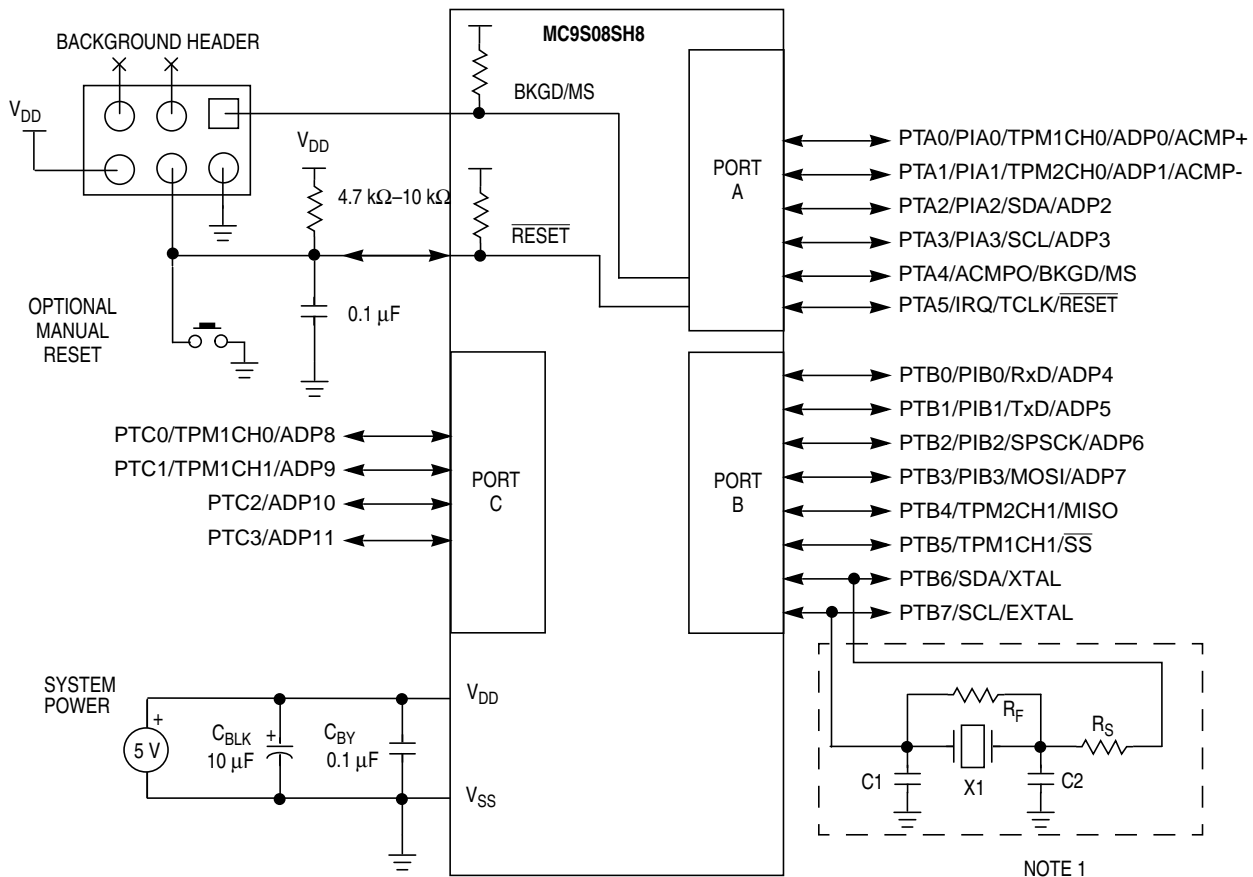 MC9S08SH8
BACKGROUND HEADER
BKGD/MS
V_DD
V_DD
4.7 kΩ–10 kΩ
R̅E̅S̅E̅T̅
OPTIONAL
MANUAL
RESET
0.1 μF
PORT
A
PTA0/PIA0/TPM1CH0/ADP0/ACMP+
PTA1/PIA1/TPM2CH0/ADP1/ACMP-
PTA2/PIA2/SDA/ADP2
PTA3/PIA3/SCL/ADP3
PTA4/ACMPO/BKGD/MS
PTA5/IRQ/TCLK/R̅E̅S̅E̅T̅
PORT
B
PTB0/PIB0/RxD/ADP4
PTB1/PIB1/TxD/ADP5
PTB2/PIB2/SPSCK/ADP6
PTB3/PIB3/MOSI/ADP7
PTB4/TPM2CH1/MISO
PTB5/TPM1CH1/S̅S̅
PTB6/SDA/XTAL
PTB7/SCL/EXTAL
PTC0/TPM1CH0/ADP8
PTC1/TPM1CH1/ADP9
PTC2/ADP10
PTC3/ADP11
PORT
C
SYSTEM
POWER
+
5 V
C_BLK
+
10 μF
C_BY
0.1 μF
V_DD
V_SS
R_F
R_S
C1
X1
C2
NOTE 1